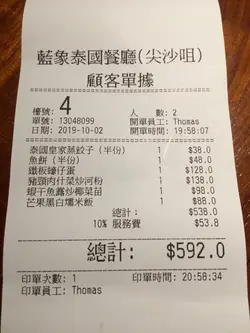 藍象泰國餐廳(尖沙咀)
顧客單據
檯號: 4 人 數: 2
單號: 13048099 開單員工: Thomas
日期: 2019-10-02 開單時間: 19:58:07
泰國皇家蒸餃子(半份) 1 $38.0
魚餅(半份) 1 $48.0
鐵板蠔仔蛋 1 $128.0
豬頸肉什菜炒河粉 1 $138.0
蝦干魚露炒椰菜苗 1 $98.0
芒果黑白糯米飯 1 $88.0
總計: $538.0
10% 服務費 $53.8
總計: $592.0
印單次數: 1 印單時間: 20:58:34
印單員工: Thomas